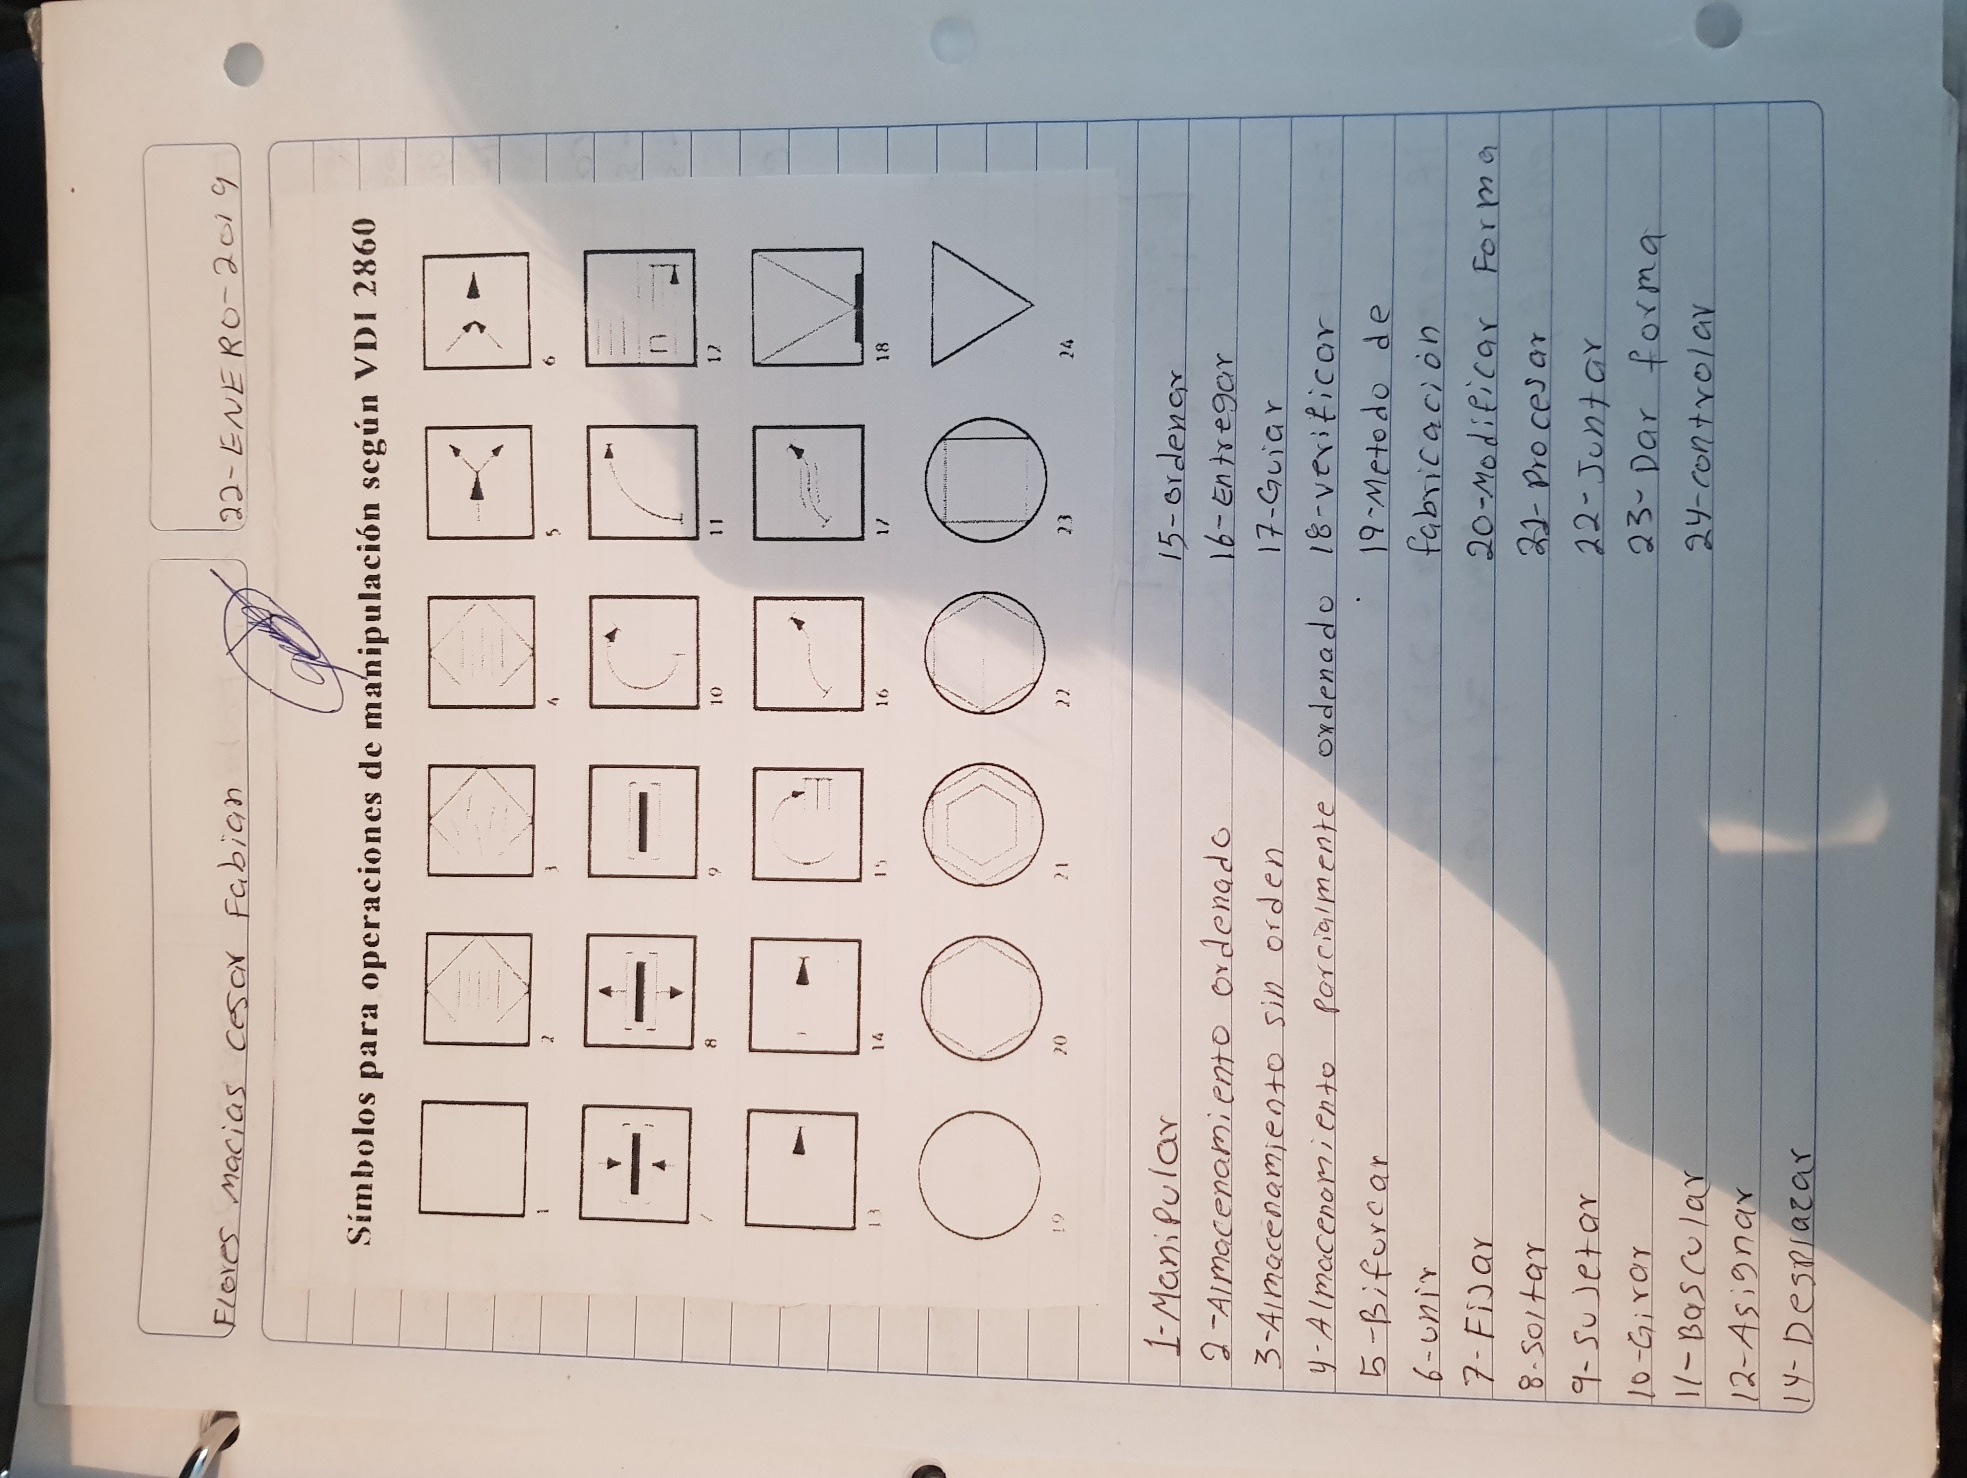 Flores Macias Cesar Fabian
22-ENERO-2019
Símbolos para operaciones de manipulación según VDI 2860
1 2 3 4 5 6
7 8 9 10 11 12
13 14 15 16 17 18
19 20 21 22 23 24
1-Manipular
2-Almacenamiento ordenado
3-Almacenamiento sin orden
4-Almacenamiento parcialmente ordenado
5-Bifurcar
6-unir
7-Fijar
8-Soltar
9-Sujetar
10-Girar
11-Bascular
12-Asignar
14-Desplazar
15-ordenar
16-Entregar
17-Guiar
18-verificar
19-Metodo de
fabricación
20-Modificar Forma
21-Procesar
22-Juntar
23-Dar forma
24-controlar